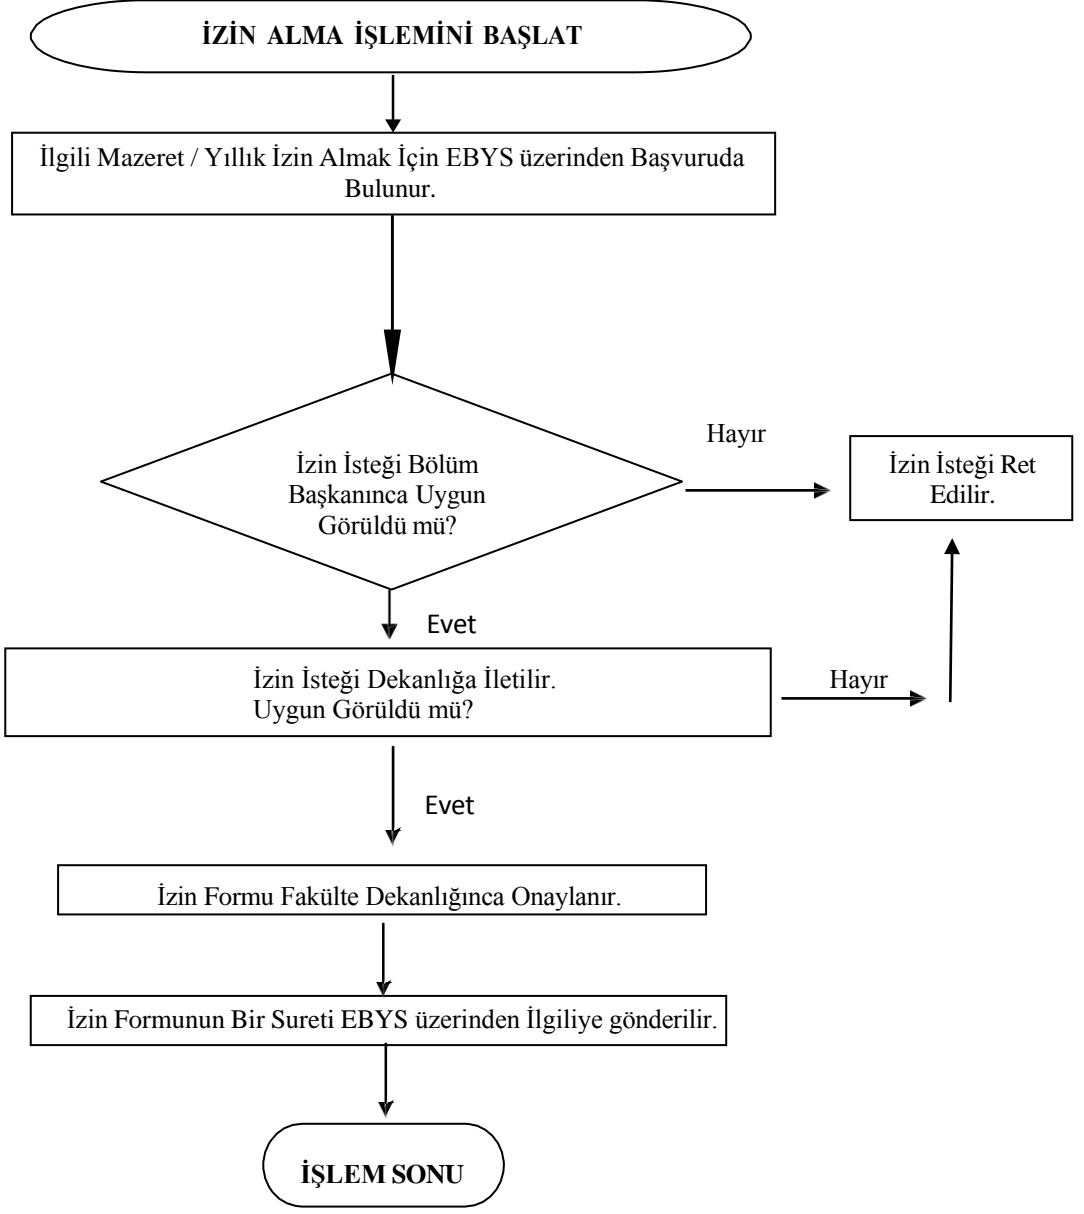 İZİN ALMA İŞLEMİNİ BAŞLAT
İlgili Mazeret / Yıllık İzin Almak İçin EBYS üzerinden Başvuruda
Bulunur.
Hayır
İzin İsteği Bölüm
Başkanınca Uygun
Görüldü mü?
İzin İsteği Ret
Edilir.
Evet
İzin İsteği Dekanlığa İletilir.
Uygun Görüldü mü?
Hayır
Evet
İzin Formu Fakülte Dekanlığınca Onaylanır.
İzin Formunun Bir Sureti EBYS üzerinden İlgiliye gönderilir.
İŞLEM SONU